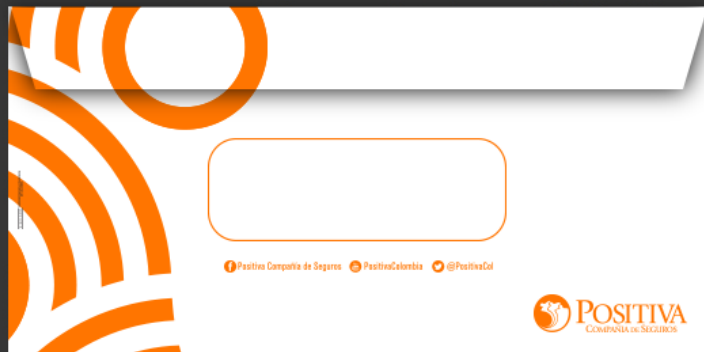 Positiva Compañía de Seguros PositivaColombia @PositivaCol
POSITIVA
COMPAÑÍA DE SEGUROS